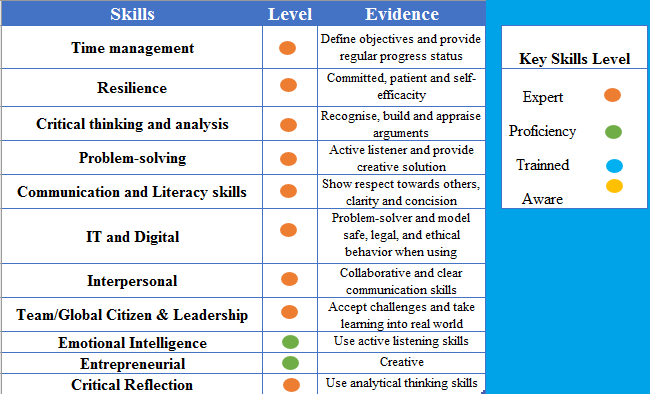 Skills Level Evidence
Time management
Define objectives and provide
regular progress status
Resilience
Committed, patient and self-
efficacity
Critical thinking and analysis
Recognise, build and appraise
arguments
Problem-solving
Active listener and provide
creative solution
Communication and Literacy skills
Show respect towards others,
clarity and concision
IT and Digital
Problem-solver and model
safe, legal, and ethical
behavior when using
Interpersonal
Collaborative and clear
communication skills
Team/Global Citizen & Leadership
Accept challenges and take
learning into real world
Emotional Intelligence
Use active listening skills
Entrepreneurial
Creative
Critical Reflection
Use analytical thinking skills
Key Skills Level
Expert
Proficiency
Trainned
Aware